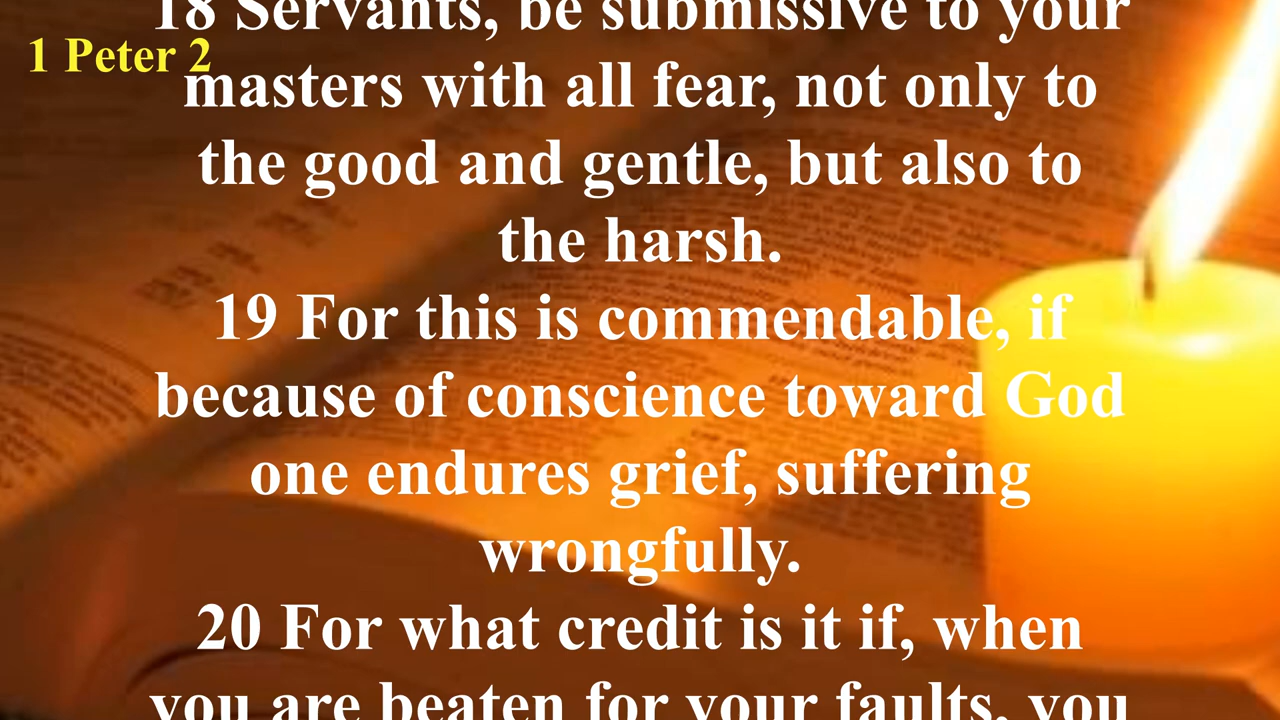 18 Servants, be submissive to your
1 Peter 2
masters with all fear, not only to
the good and gentle, but also to
the harsh.
19 For this is commendable, if
because of conscience toward God
one endures grief, suffering
wrongfully.
20 For what credit is it if, when
you are beaten for your faults, you